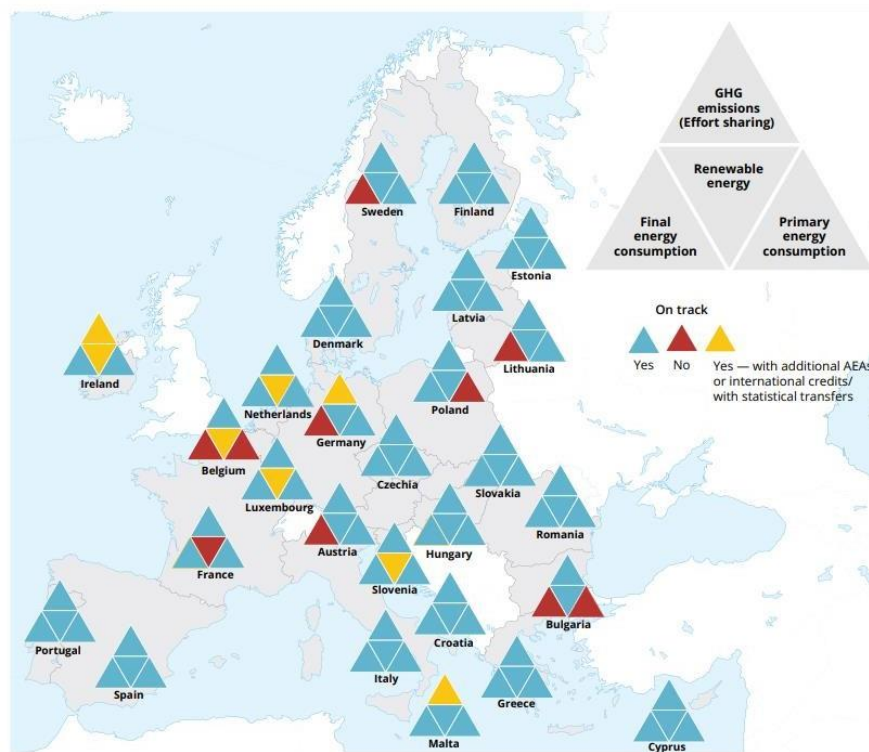 GHG
emissions
(Effort sharing)
Renewable
energy
Final
energy
consumption
Primary
energy
consumption
On track
Yes
No
Yes — with additional AEAs
or international credits/
with statistical transfers
Sweden
Finland
Estonia
Latvia
Denmark
Lithuania
Ireland
Netherlands
Poland
Germany
Belgium
Czechia
Slovakia
Luxembourg
Romania
Austria
Hungary
France
Slovenia
Bulgaria
Croatia
Portugal
Italy
Spain
Greece
Malta
Cyprus